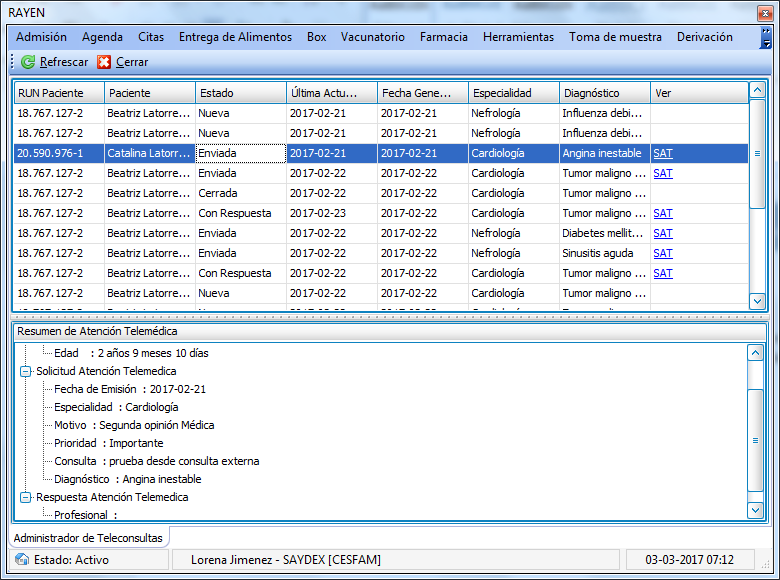 RAYEN
Admisión Agenda Citas Entrega de Alimentos Box Vacunatorio Farmacia Herramientas Toma de muestra Derivación
Refrescar Cerrar
RUN Paciente Paciente Estado Última Actu... Fecha Gene... Especialidad Diagnóstico Ver
18.767.127-2 Beatriz Latorre... Nueva 2017-02-21 2017-02-21 Nefrología Influenza debi...
18.767.127-2 Beatriz Latorre... Nueva 2017-02-21 2017-02-21 Nefrología Influenza debi...
20.590.976-1 Catalina Latorr... Enviada 2017-02-21 2017-02-21 Cardiología Angina inestable SAT
18.767.127-2 Beatriz Latorre... Enviada 2017-02-22 2017-02-22 Cardiología Tumor maligno ... SAT
18.767.127-2 Beatriz Latorre... Cerrada 2017-02-22 2017-02-22 Cardiología Tumor maligno ...
18.767.127-2 Beatriz Latorre... Con Respuesta 2017-02-23 2017-02-22 Cardiología Tumor maligno ... SAT
18.767.127-2 Beatriz Latorre... Enviada 2017-02-22 2017-02-22 Nefrología Diabetes mellit... SAT
18.767.127-2 Beatriz Latorre... Enviada 2017-02-22 2017-02-22 Nefrología Sinusitis aguda SAT
18.767.127-2 Beatriz Latorre... Con Respuesta 2017-02-22 2017-02-22 Cardiología Tumor maligno ... SAT
18.767.127-2 Beatriz Latorre... Nueva 2017-02-22 2017-02-22 Cardiología Tumor maligno ...
Resumen de Atención Telemédica
Edad : 2 años 9 meses 10 días
Solicitud Atención Telemedica
Fecha de Emisión : 2017-02-21
Especialidad : Cardiología
Motivo : Segunda opinión Médica
Prioridad : Importante
Consulta : prueba desde consulta externa
Diagnóstico : Angina inestable
Respuesta Atención Telemedica
Profesional :
Administrador de Teleconsultas
Estado: Activo Lorena Jimenez - SAYDEX [CESFAM] 03-03-2017 07:12